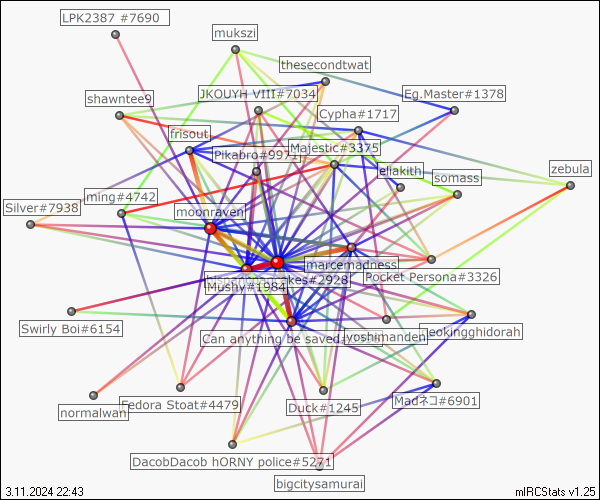 LPK2387 #7690
mukszi
thesecondtwat
JKOUYH VIII#7034
Eg.Master#1378
shawntee9
Cypha#1717
frisout
Majestic#3375
Pikabro#9971
eliakith
zebula
somass
ming#4742
Silver#7938
moonraven
marcemadness
Pocket Persona#3326
Mushy#1984
kes#2928
Swirly Boi#6154
Can anything be saved
yoshimanden
neokingghidorah
normalwan
Fedora Stoat#4479
Duck#1245
Madネコ#6901
DacobDacob hORNY police#5271
bigcitysamurai
3.11.2024 22:43
mIRCStats v1.25